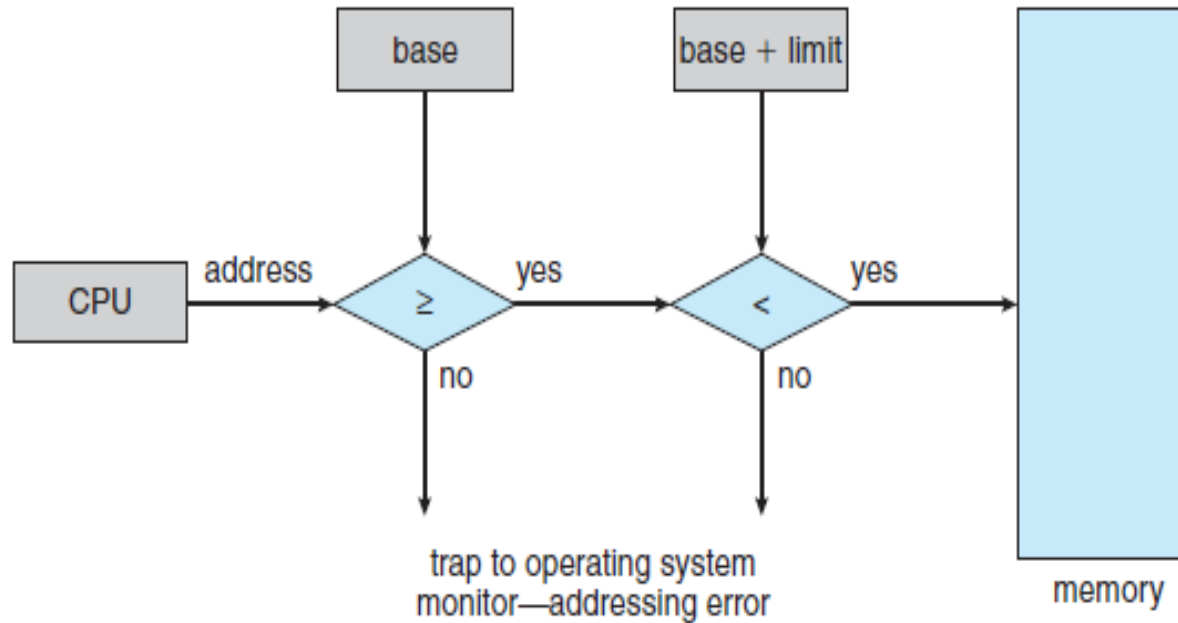 base
base + limit
CPU
address
≥
yes
<
yes
no
no
trap to operating system
monitor—addressing error
memory